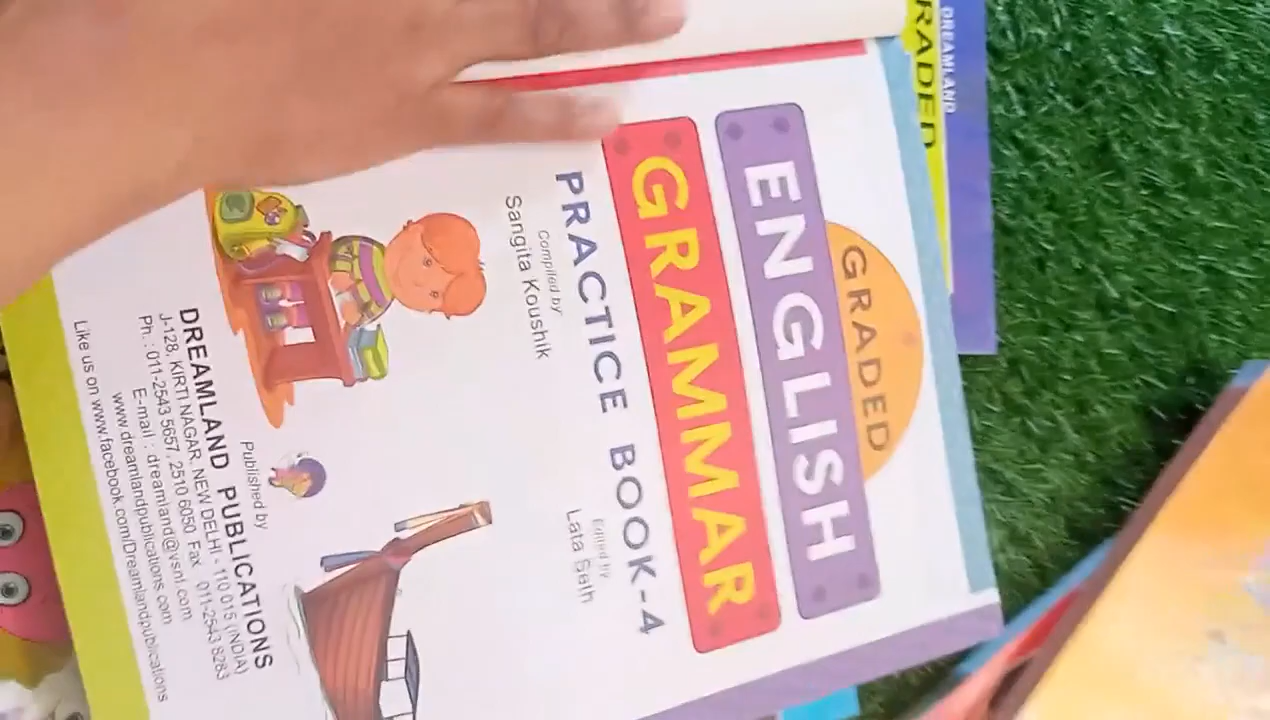 DREAMLAND
RADED
GRADED
ENGLISH
GRAMMAR
PRACTICE BOOK-4
Compiled by
Sangita Koushik
Edited by
Lata Seth
Published by
DREAMLAND PUBLICATIONS
J-128, KIRTI NAGAR, NEW DELHI - 110 015 (INDIA)
Ph. : 011-2543 5657, 2510 6050 Fax 011-2543 8283
E-mail : dreamland@vsnl.com
www.dreamlandpublications.com
Like us on www.facebook.com/Dreamlandpublications